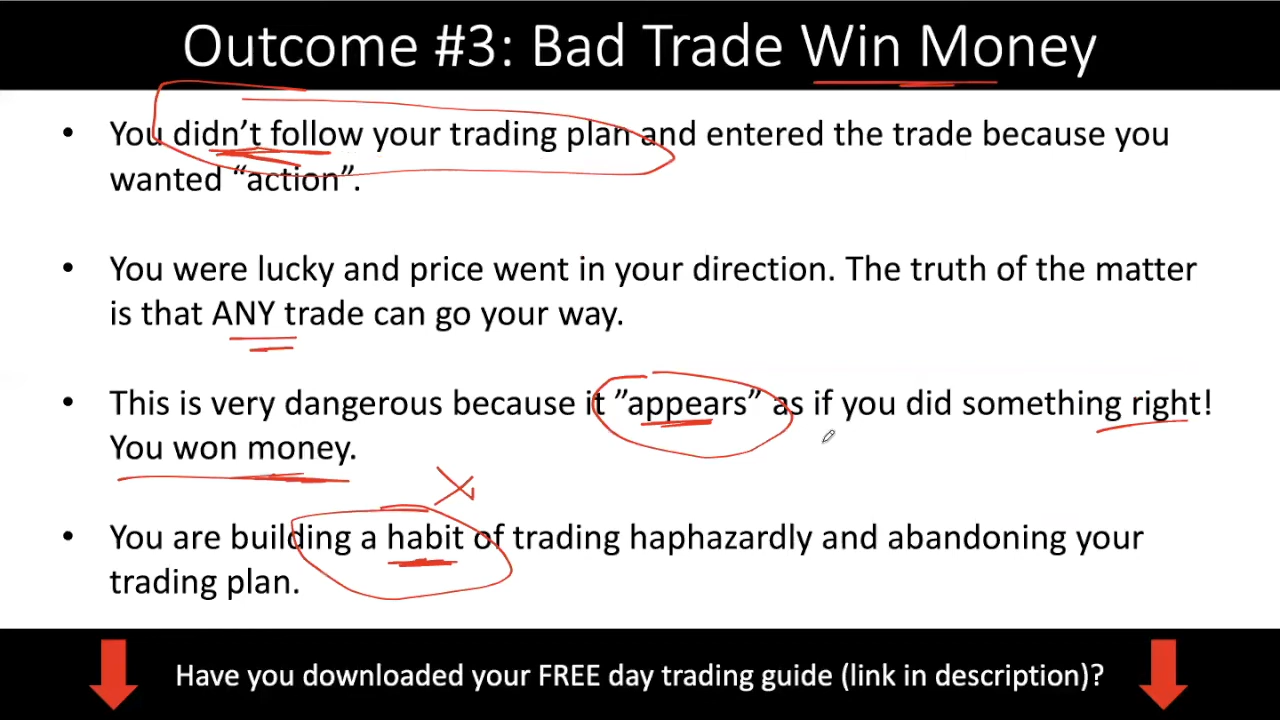 Outcome #3: Bad Trade Win Money
• You didn’t follow your trading plan and entered the trade because you
wanted “action”.
• You were lucky and price went in your direction. The truth of the matter
is that ANY trade can go your way.
• This is very dangerous because it ”appears” as if you did something right!
You won money.
• You are building a habit of trading haphazardly and abandoning your
trading plan.
Have you downloaded your FREE day trading guide (link in description)?